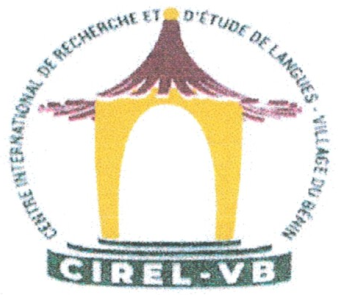 CENTRE INTERNATIONAL DE RECHERCHE ET D'ÉTUDE DE LANGUES - VILLAGE DU BÉNIN
CIREL-VB